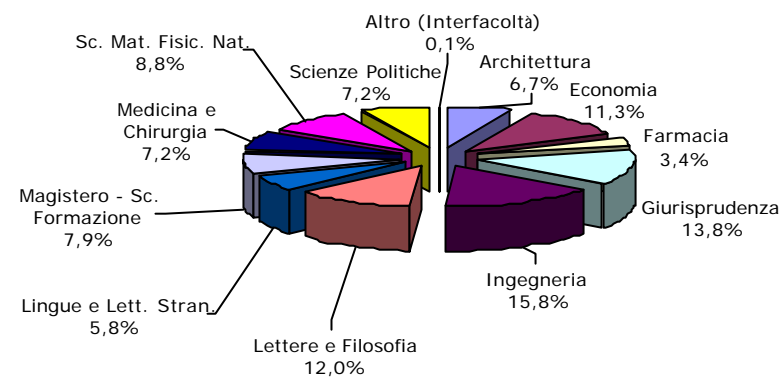 Altro (Interfacoltà)
0,1%
Architettura
6,7%
Economia
11,3%
Farmacia
3,4%
Giurisprudenza
13,8%
Ingegneria
15,8%
Lettere e Filosofia
12,0%
Lingue e Lett. Stran.
5,8%
Magistero - Sc.
Formazione
7,9%
Medicina e
Chirurgia
7,2%
Sc. Mat. Fisic. Nat.
8,8%
Scienze Politiche
7,2%